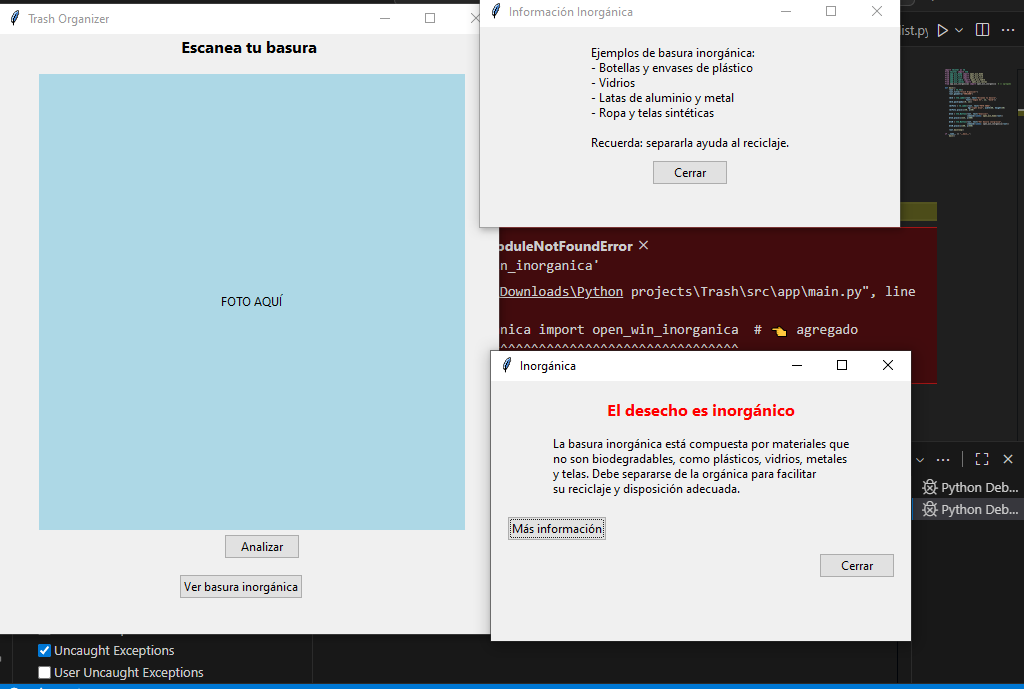 Trash Organizer
Escanea tu basura
FOTO AQUÍ
Analizar
Ver basura inorgánica
Información Inorgánica
Ejemplos de basura inorgánica:
- Botellas y envases de plástico
- Vidrios
- Latas de aluminio y metal
- Ropa y telas sintéticas
Recuerda: separarla ayuda al reciclaje.
Cerrar
ist.py
oduleNotFoundError
n_inorganica'
Downloads\Python projects\Trash\src\app\main.py", line
nica import open_win_inorganica # 👈 agregado
^^^^^^^^^^^^^^^^^^^^^^^^^^^^^^^
Inorgánica
El desecho es inorgánico
La basura inorgánica está compuesta por materiales que
no son biodegradables, como plásticos, vidrios, metales
y telas. Debe separarse de la orgánica para facilitar
su reciclaje y disposición adecuada.
Más información
Cerrar
Python Deb...
Python Deb...
Uncaught Exceptions
User Uncaught Exceptions